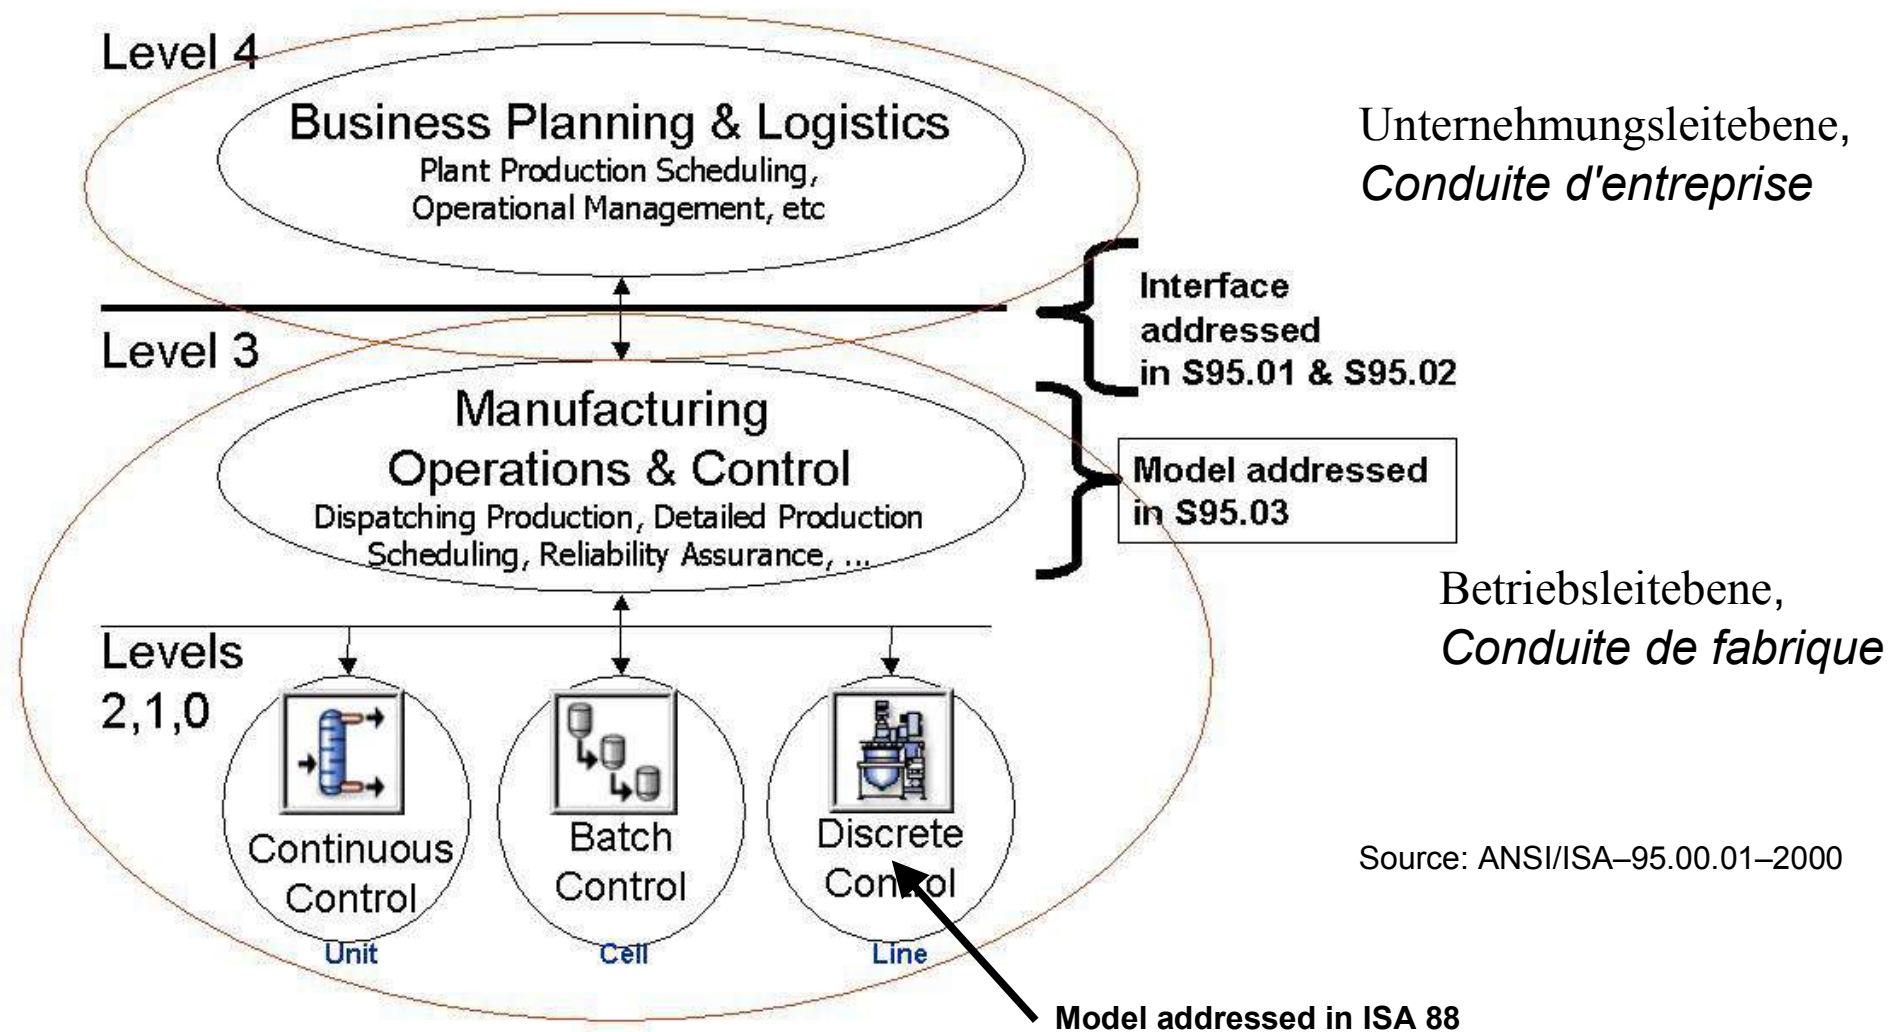 Level 4
Business Planning & Logistics
Plant Production Scheduling,
Operational Management, etc
Unternehmungsleitebene,
Conduite d'entreprise
Interface
addressed
in S95.01 & S95.02
Level 3
Manufacturing
Operations & Control
Dispatching Production, Detailed Production
Scheduling, Reliability Assurance, ...
Model addressed
in S95.03
Betriebsleitebene,
Conduite de fabrique
Levels
2,1,0
Continuous
Control
Unit
Batch
Control
Cell
Discrete
Control
Line
Source: ANSI/ISA–95.00.01–2000
Model addressed in ISA 88